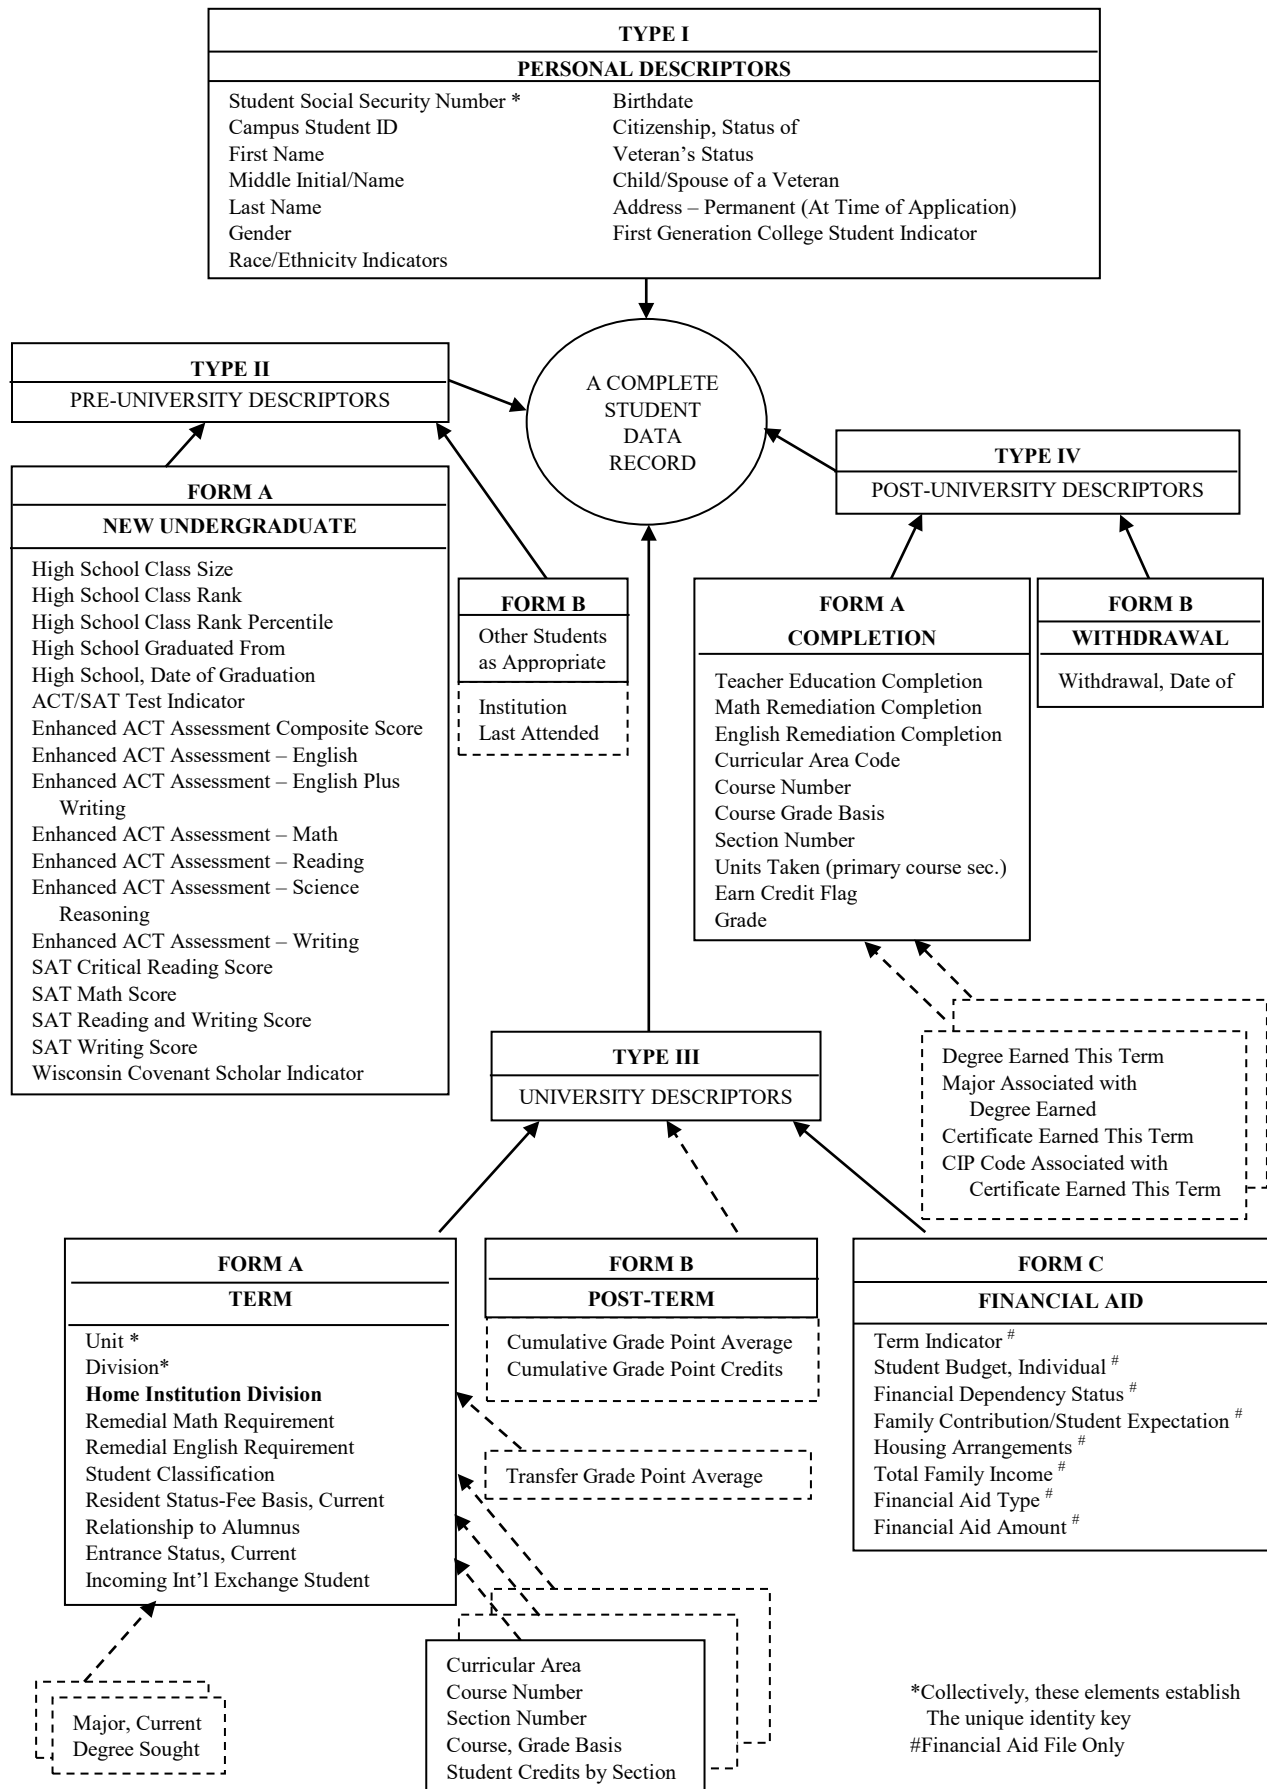 TYPE I
PERSONAL DESCRIPTORS
Student Social Security Number *
Campus Student ID
First Name
Middle Initial/Name
Last Name
Gender
Race/Ethnicity Indicators
Birthdate
Citizenship, Status of
Veteran’s Status
Child/Spouse of a Veteran
Address – Permanent (At Time of Application)
First Generation College Student Indicator
A COMPLETE
STUDENT
DATA
RECORD
TYPE II
PRE-UNIVERSITY DESCRIPTORS
FORM A
NEW UNDERGRADUATE
High School Class Size
High School Class Rank
High School Class Rank Percentile
High School Graduated From
High School, Date of Graduation
ACT/SAT Test Indicator
Enhanced ACT Assessment Composite Score
Enhanced ACT Assessment – English
Enhanced ACT Assessment – English Plus
Writing
Enhanced ACT Assessment – Math
Enhanced ACT Assessment – Reading
Enhanced ACT Assessment – Science
Reasoning
Enhanced ACT Assessment – Writing
SAT Critical Reading Score
SAT Math Score
SAT Reading and Writing Score
SAT Writing Score
Wisconsin Covenant Scholar Indicator
FORM B
Other Students
as Appropriate
Institution
Last Attended
TYPE IV
POST-UNIVERSITY DESCRIPTORS
FORM A
COMPLETION
Teacher Education Completion
Math Remediation Completion
English Remediation Completion
Curricular Area Code
Course Number
Course Grade Basis
Section Number
Units Taken (primary course sec.)
Earn Credit Flag
Grade
FORM B
WITHDRAWAL
Withdrawal, Date of
Degree Earned This Term
Major Associated with
Degree Earned
Certificate Earned This Term
CIP Code Associated with
Certificate Earned This Term
TYPE III
UNIVERSITY DESCRIPTORS
FORM A
TERM
Unit *
Division*
Home Institution Division
Remedial Math Requirement
Remedial English Requirement
Student Classification
Resident Status-Fee Basis, Current
Relationship to Alumnus
Entrance Status, Current
Incoming Int’l Exchange Student
FORM B
POST-TERM
Cumulative Grade Point Average
Cumulative Grade Point Credits
Transfer Grade Point Average
FORM C
FINANCIAL AID
Term Indicator #
Student Budget, Individual #
Financial Dependency Status #
Family Contribution/Student Expectation #
Housing Arrangements #
Total Family Income #
Financial Aid Type #
Financial Aid Amount #
Major, Current
Degree Sought
Curricular Area
Course Number
Section Number
Course, Grade Basis
Student Credits by Section
*Collectively, these elements establish
The unique identity key
#Financial Aid File Only